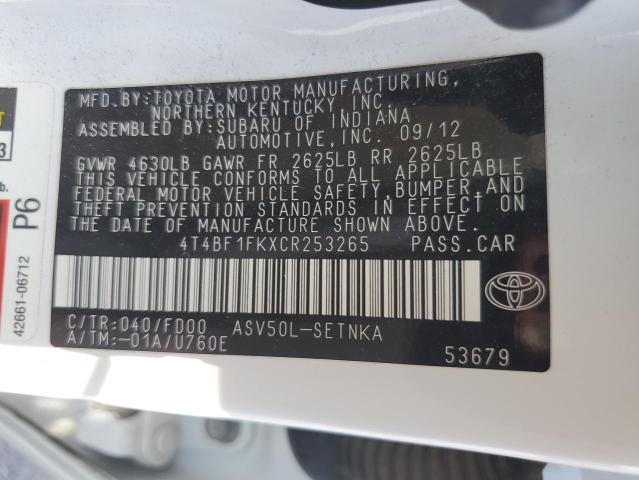 MFD.BY:TOYOTA MOTOR MANUFACTURING,
NORTHERN KENTUCKY,INC.
ASSEMBLED BY:SUBARU OF INDIANA
AUTOMOTIVE,INC. 09/12
GVWR 4630LB GAWR FR 2625LB RR 2625LB
THIS VEHICLE CONFORMS TO ALL APPLICABLE
FEDERAL MOTOR VEHICLE SAFETY, BUMPER, AND
THEFT PREVENTION STANDARDS IN EFFECT ON
THE DATE OF MANUFACTURE SHOWN ABOVE.
4T4BF1FKXCR253265 PASS.CAR
C/TR:040/FD00 ASV50L-SETNKA
A/TM:-01A/U760E
53679
P6
42661-06712
3
b.